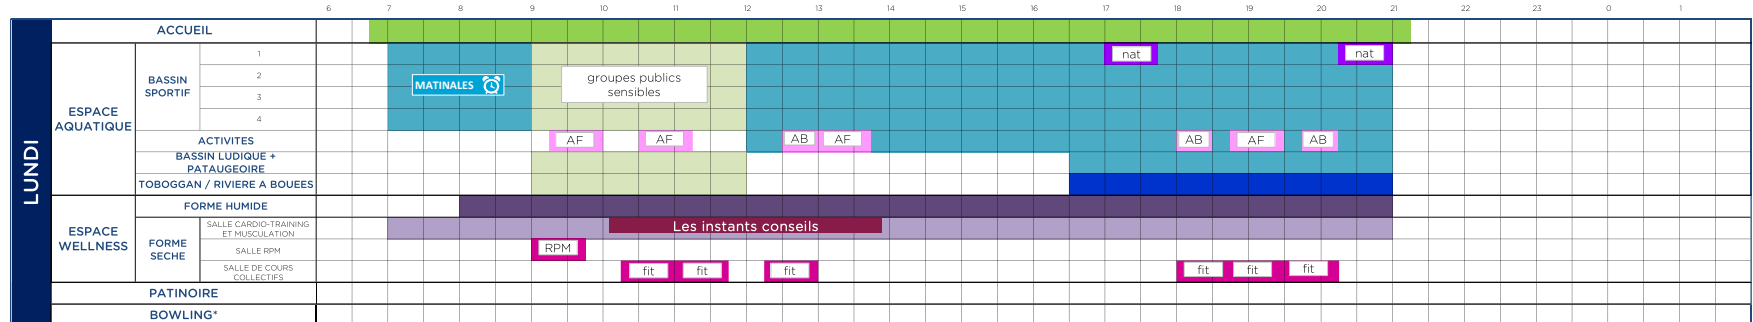 6 7 8 9 10 11 12 13 14 15 16 17 18 19 20 21 22 23 0 1
LUNDI
ACCUEIL
ESPACE
AQUATIQUE
BASSIN
SPORTIF
1
2
3
4
nat
nat
MATINALES
groupes publics
sensibles
ACTIVITES
AF
AF
AB
AF
AB
AF
AB
BASSIN LUDIQUE +
PATAUGEOIRE
TOBOGGAN / RIVIERE A BOUEES
ESPACE
WELLNESS
FORME HUMIDE
FORME
SECHE
SALLE CARDIO-TRAINING
ET MUSCULATION
Les instants conseils
SALLE RPM
RPM
SALLE DE COURS
COLLECTIFS
fit
fit
fit
fit
fit
fit
PATINOIRE
BOWLING*